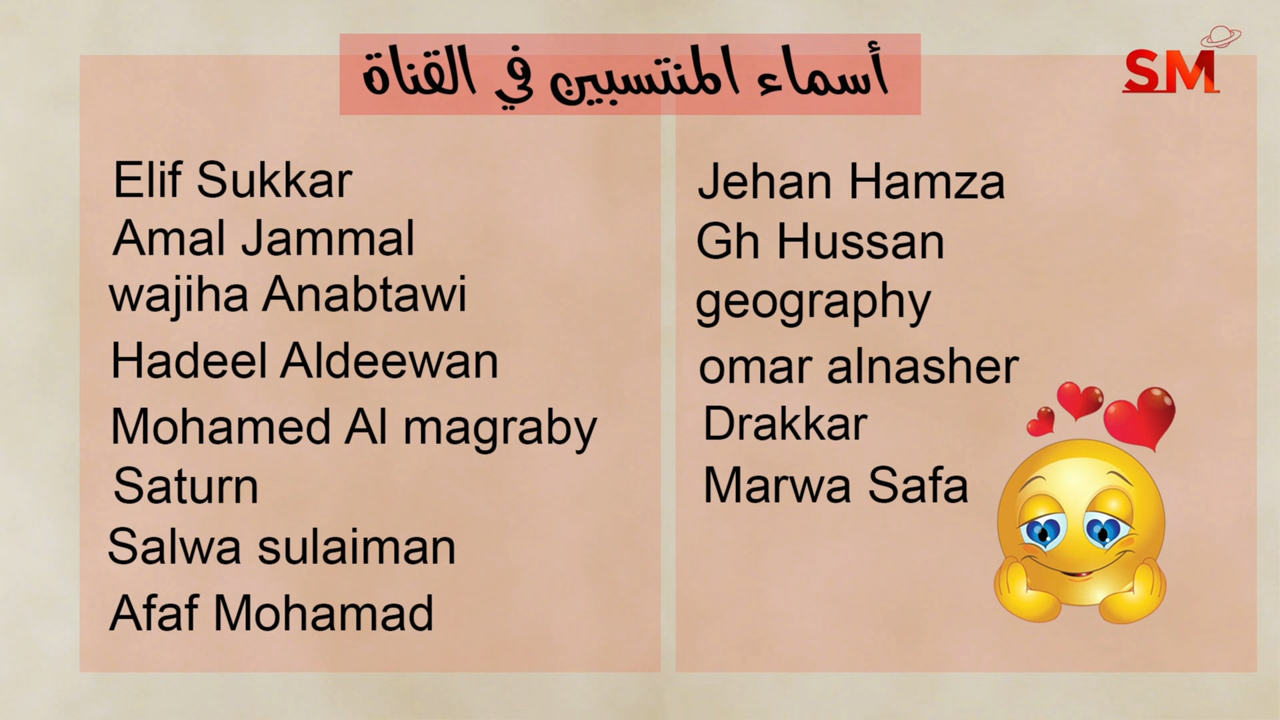 أسماء المنتسبين في القناة
SM
Elif Sukkar
Amal Jammal
wajiha Anabtawi
Hadeel Aldeewan
Mohamed Al magraby
Saturn
Salwa sulaiman
Afaf Mohamad
Jehan Hamza
Gh Hussan
geography
omar alnasher
Drakkar
Marwa Safa